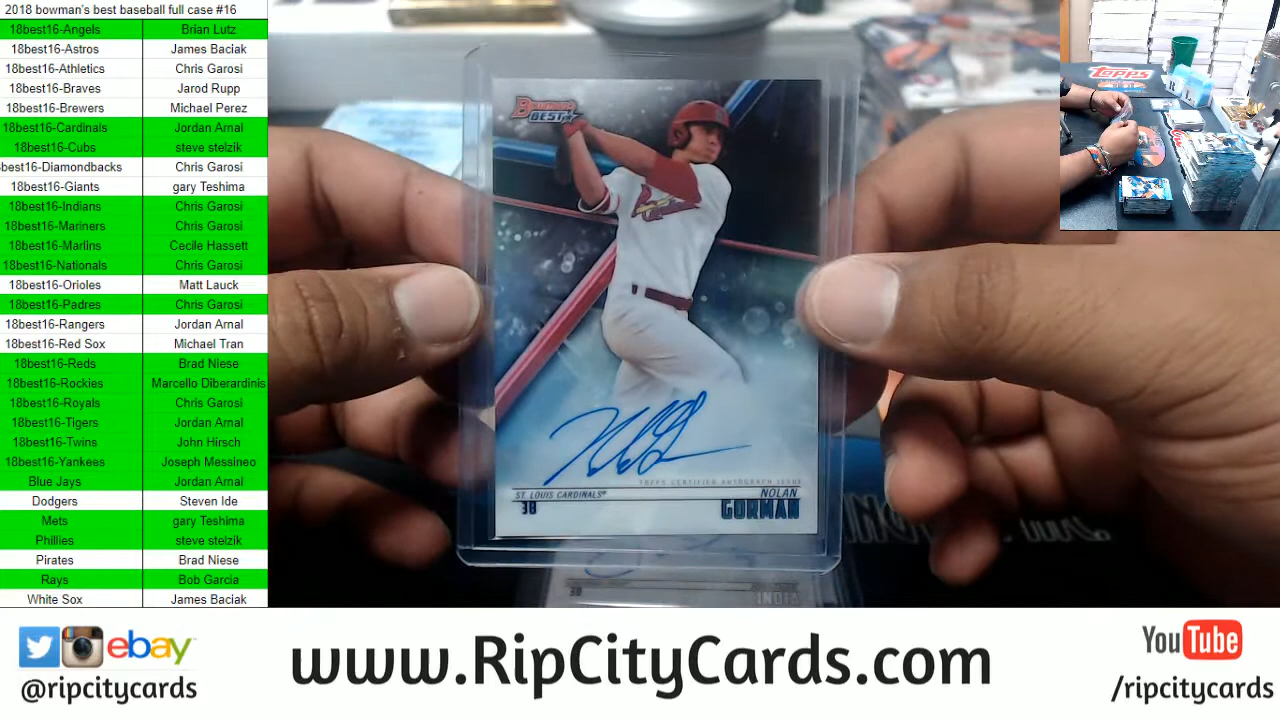 2018 bowman's best baseball full case #16
18best16-Angels Brian Lutz
18best16-Astros James Baciak
18best16-Athletics Chris Garosi
18best16-Braves Jarod Rupp
18best16-Brewers Michael Perez
18best16-Cardinals Jordan Arnal
18best16-Cubs steve stelzik
best16-Diamondbacks Chris Garosi
18best16-Giants gary Teshima
18best16-Indians Chris Garosi
18best16-Mariners Chris Garosi
18best16-Marlins Cecile Hassett
18best16-Nationals Chris Garosi
18best16-Orioles Matt Lauck
18best16-Padres Chris Garosi
18best16-Rangers Jordan Arnal
18best16-Red Sox Michael Tran
18best16-Reds Brad Niese
18best16-Rockies Marcello Diberardinis
18best16-Royals Chris Garosi
18best16-Tigers Jordan Arnal
18best16-Twins John Hirsch
18best16-Yankees Joseph Messineo
Blue Jays Jordan Arnal
Dodgers Steven Ide
Mets gary Teshima
Phillies steve stelzik
Pirates Brad Niese
Rays Bob Garcia
White Sox James Baciak
BOWMAN'S
BEST
TOPPS CERTIFIED AUTOGRAPH ISSUE
ST. LOUIS CARDINALS® NOLAN
3B GORMAN
3B INDIA
topps
ebay™
@ripcitycards
www.RipCityCards.com
YouTube
/ripcitycards